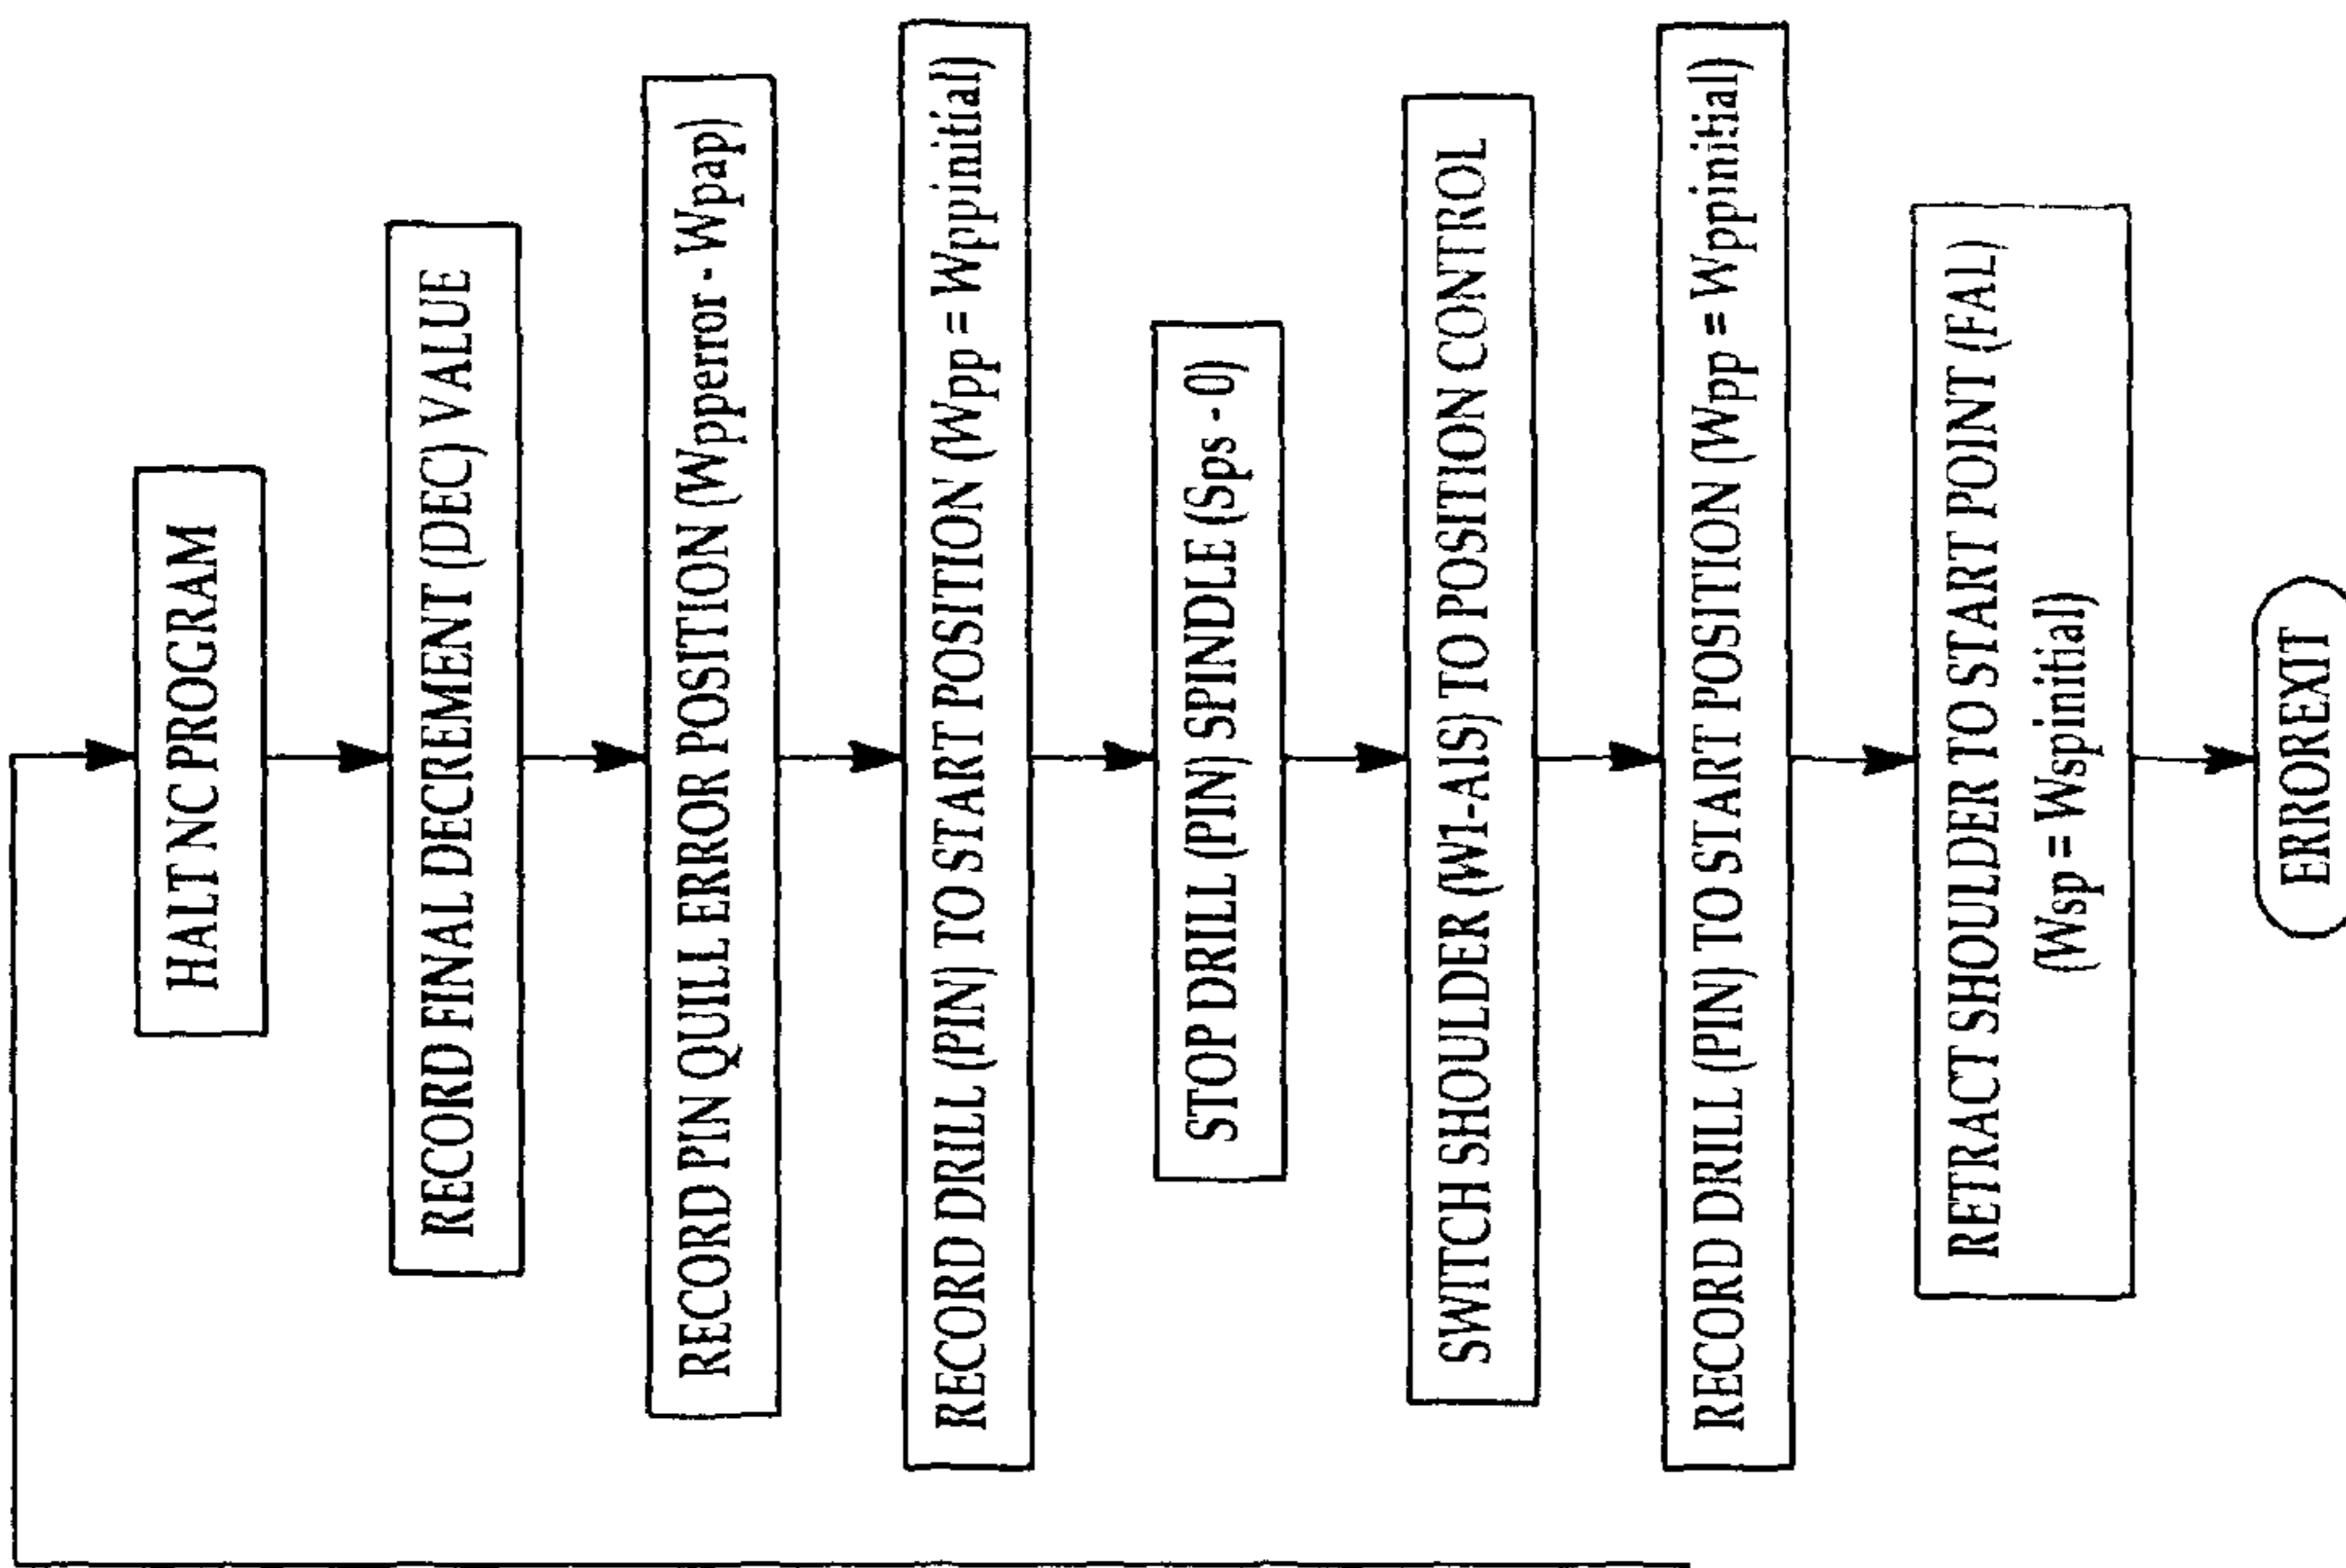 HALT NC PROGRAM
RECORD FINAL DECREMENT (DEC) VALUE
RECORD PIN QUILL ERROR POSITION (Wpperror - Wpap)
RECORD DRILL (PIN) TO START POSITION (Wpp = Wppinitial)
STOP DRILL (PIN) SPINDLE (Sps - 0)
SWITCH SHOULDER (W1-AIS) TO POSITION CONTROL
RECORD DRILL (PIN) TO START POSITION (Wpp = Wppinitial)
RETRACT SHOULDER TO START POINT (FAL)
(Wsp = Wspinitial)
ERROR EXIT